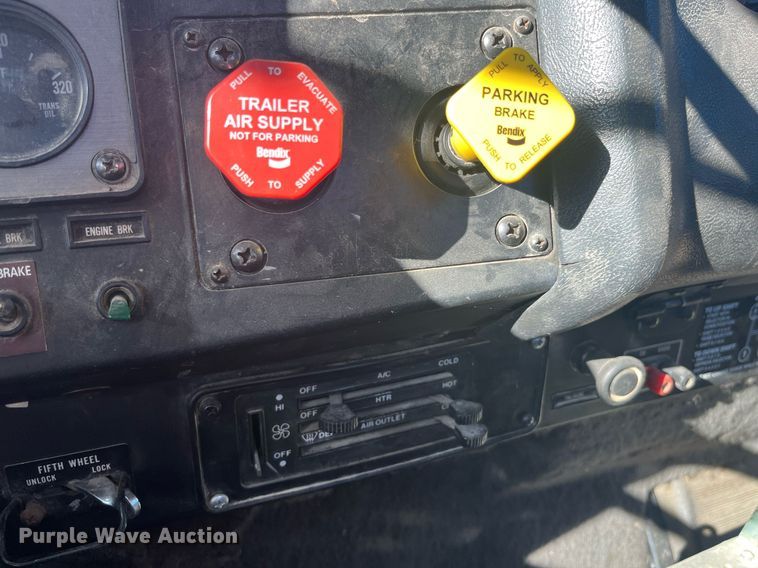 320
TRANS
OIL
PULL TO EVACUATE
TRAILER
AIR SUPPLY
NOT FOR PARKING
Bendix
PUSH TO SUPPLY
PULL TO APPLY
PARKING
BRAKE
Bendix
PUSH TO RELEASE
BRK
ENGINE BRK
BRAKE
OFF
A/C
COLD
HI
OFF
HTR
HOT
AIR OUTLET
OFF
FIFTH WHEEL
UNLOCK
LOCK
Purple Wave Auction